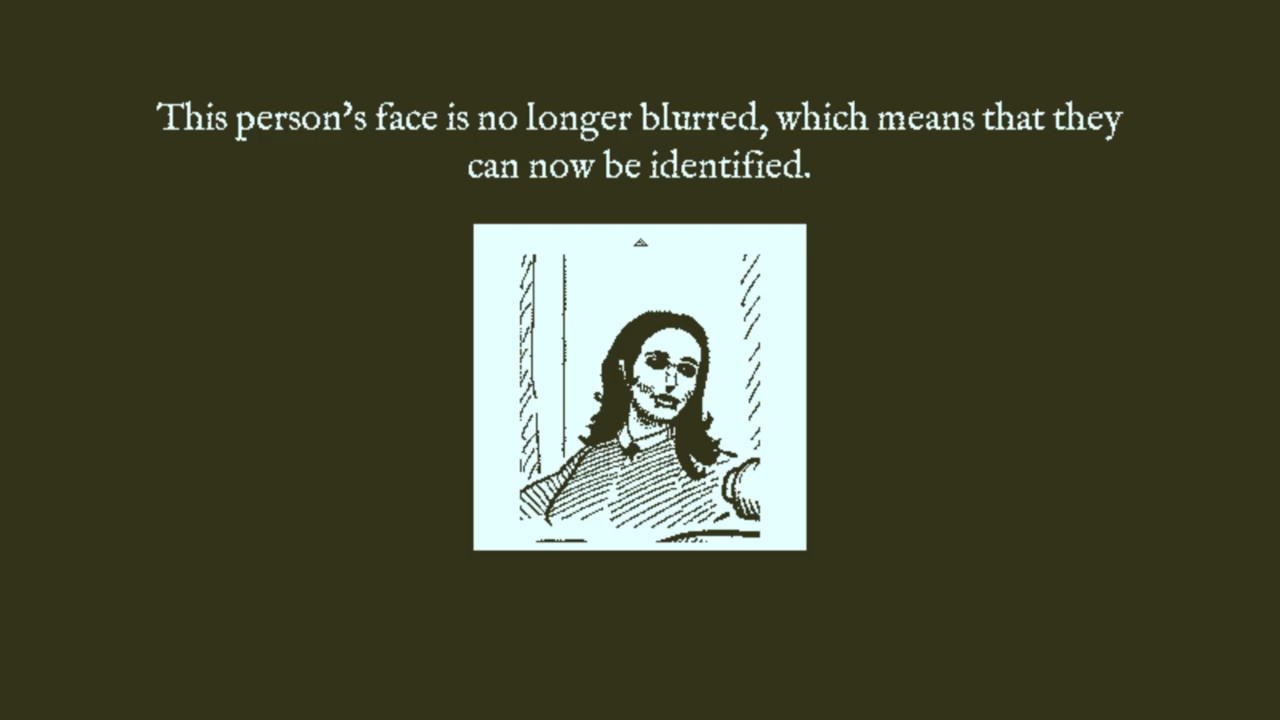 This person’s face is no longer blurred, which means that they
can now be identified.